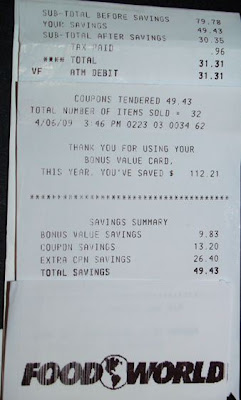 SUB-TOTAL BEFORE SAVINGS 79.78
YOUR SAVINGS 49.43
SUB-TOTAL AFTER SAVINGS 30.35
TAX PAID .96
**** TOTAL 31.31
VF ATM DEBIT 31.31
COUPONS TENDERED 49.43
TOTAL NUMBER OF ITEMS SOLD = 32
4/06/09 3:46 PM 0223 03 0034 62
THANK YOU FOR USING YOUR
BONUS VALUE CARD.
THIS YEAR, YOU'VE SAVED $ 112.21
****************************************
SAVINGS SUMMARY
BONUS VALUE SAVINGS 9.83
COUPON SAVINGS 13.20
EXTRA CPN SAVINGS 26.40
TOTAL SAVINGS 49.43
****************************************
FOOD WORLD